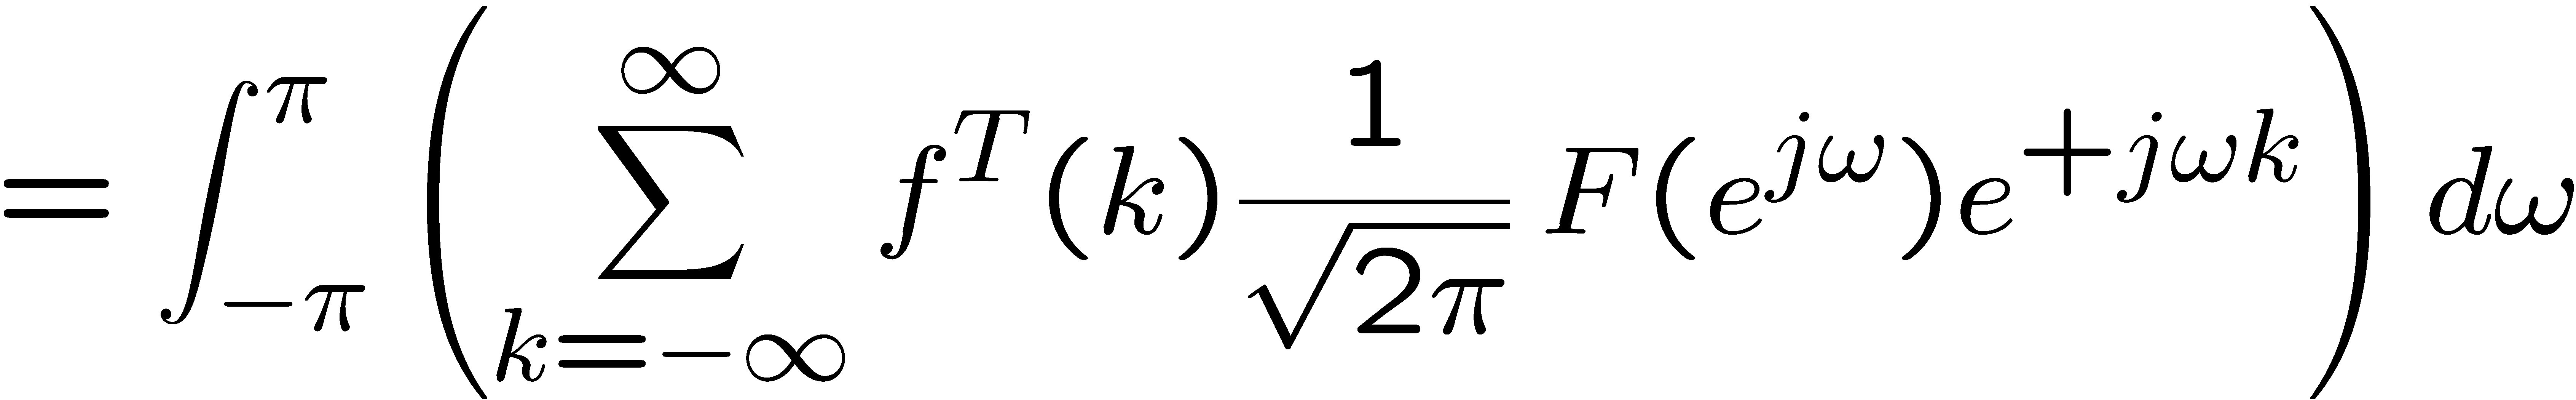 $= \int_{-\pi}^{\pi} \left( \sum_{k=-\infty}^{\infty} f^T(k) \frac{1}{\sqrt{2\pi}} F(e^{j\omega}) e^{+j\omega k} \right) d\omega$